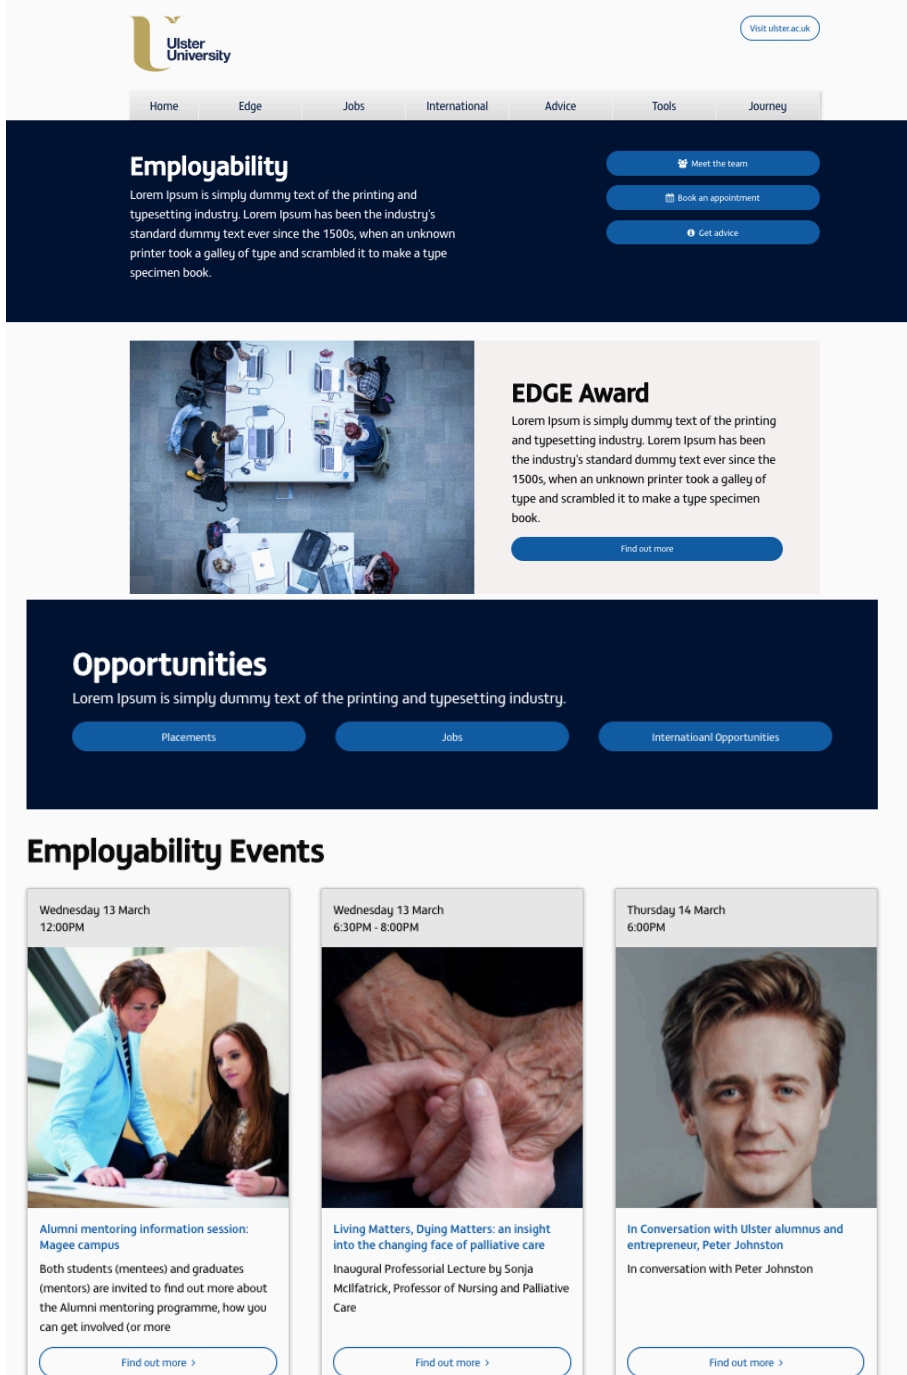 Ulster
University
Visit ulster.ac.uk
Home Edge Jobs International Advice Tools Journey
Employability
Lorem Ipsum is simply dummy text of the printing and
typesetting industry. Lorem Ipsum has been the industry's
standard dummy text ever since the 1500s, when an unknown
printer took a galley of type and scrambled it to make a type
specimen book.
Meet the team
Book an appointment
Get advice
EDGE Award
Lorem Ipsum is simply dummy text of the printing
and typesetting industry. Lorem Ipsum has been
the industry's standard dummy text ever since the
1500s, when an unknown printer took a galley of
type and scrambled it to make a type specimen
book.
Find out more
Opportunities
Lorem Ipsum is simply dummy text of the printing and typesetting industry.
Placements
Jobs
Internatioanl Opportunities
Employability Events
Wednesday 13 March
12:00PM
Alumni mentoring information session:
Magee campus
Both students (mentees) and graduates
(mentors) are invited to find out more about
the Alumni mentoring programme, how you
can get involved (or more
Find out more >
Wednesday 13 March
6:30PM - 8:00PM
Living Matters, Dying Matters: an insight
into the changing face of palliative care
Inaugural Professorial Lecture by Sonja
McIlfatrick, Professor of Nursing and Palliative
Care
Find out more >
Thursday 14 March
6:00PM
In Conversation with Ulster alumnus and
entrepreneur, Peter Johnston
In conversation with Peter Johnston
Find out more >